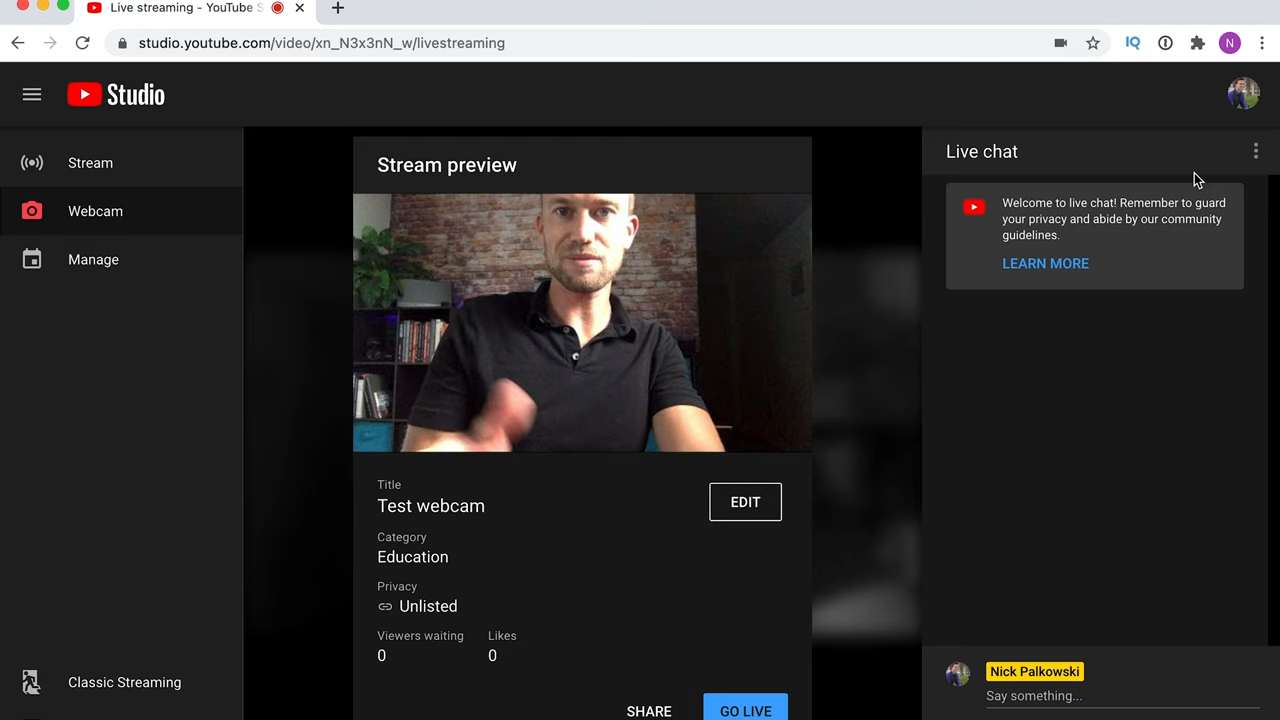 Live streaming - YouTube S
studio.youtube.com/video/xn_N3x3nN_w/livestreaming
IQ
N
Studio
Stream
Webcam
Manage
Classic Streaming
Stream preview
Title
Test webcam
EDIT
Category
Education
Privacy
Unlisted
Viewers waiting
Likes
0
0
SHARE
GO LIVE
Live chat
Welcome to live chat! Remember to guard
your privacy and abide by our community
guidelines.
LEARN MORE
Nick Palkowski
Say something...